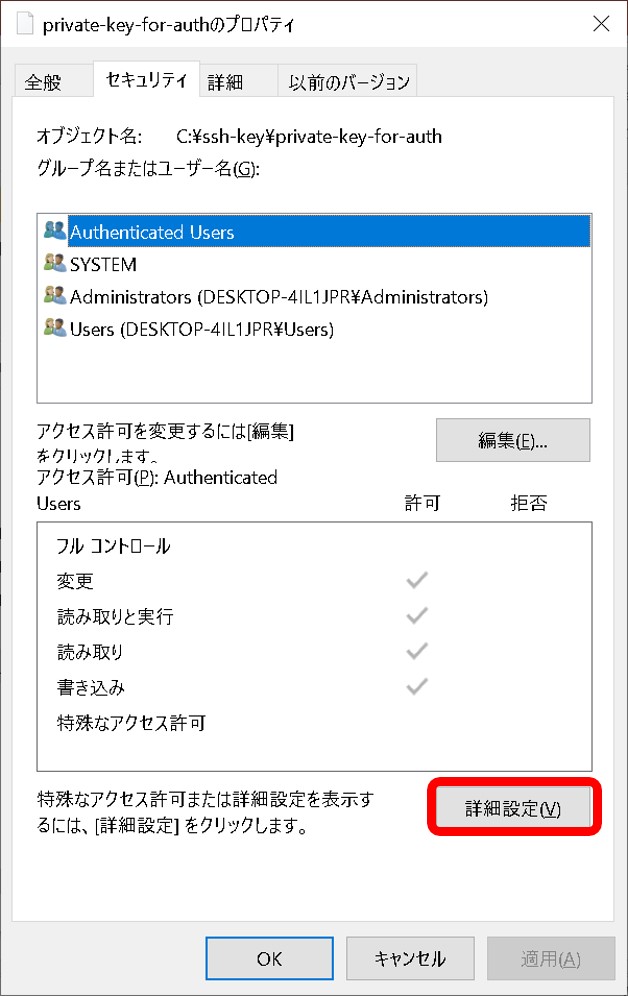 private-key-for-authのプロパティ
全般 セキュリティ 詳細 以前のバージョン
オブジェクト名: C:¥ssh-key¥private-key-for-auth
グループ名またはユーザー名(G):
Authenticated Users
SYSTEM
Administrators (DESKTOP-4IL1JPR¥Administrators)
Users (DESKTOP-4IL1JPR¥Users)
アクセス許可を変更するには[編集]
をクリックします。
編集(E)...
アクセス許可(P): Authenticated
Users 許可 拒否
フル コントロール
変更
読み取りと実行
読み取り
書き込み
特殊なアクセス許可
特殊なアクセス許可または詳細設定を表示す
るには、[詳細設定] をクリックします。
詳細設定(V)
OK キャンセル 適用(A)